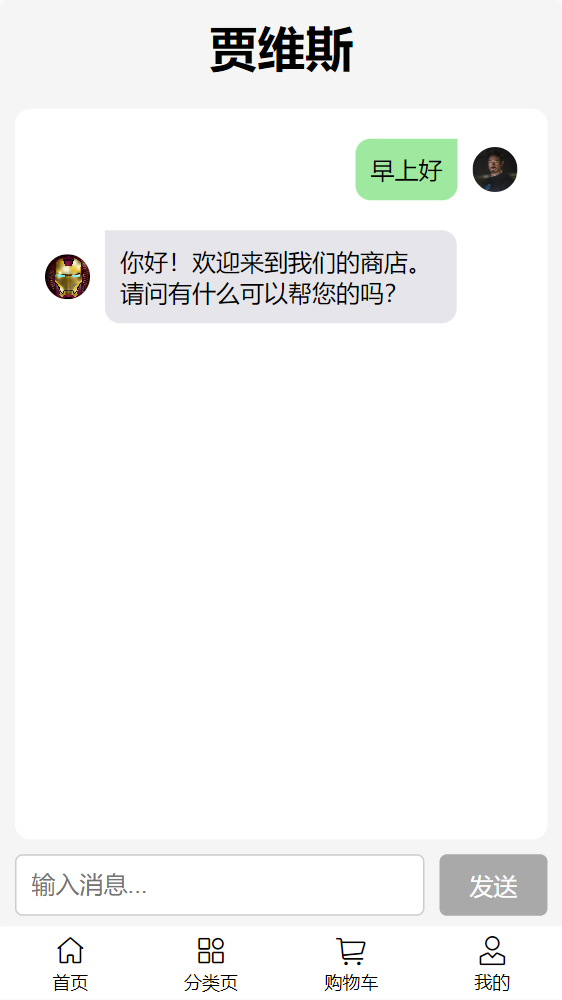 贾维斯
早上好
你好！欢迎来到我们的商店。
请问有什么可以帮您的吗？
输入消息...
发送
首页
分类页
购物车
我的